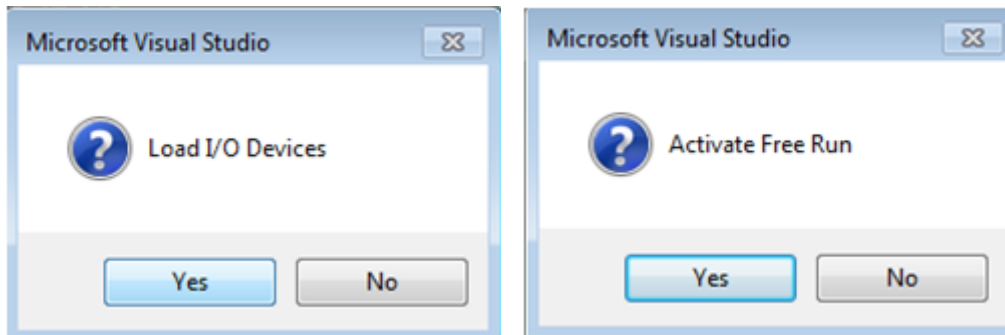 Microsoft Visual Studio
Load I/O Devices
Yes No
Microsoft Visual Studio
Activate Free Run
Yes No